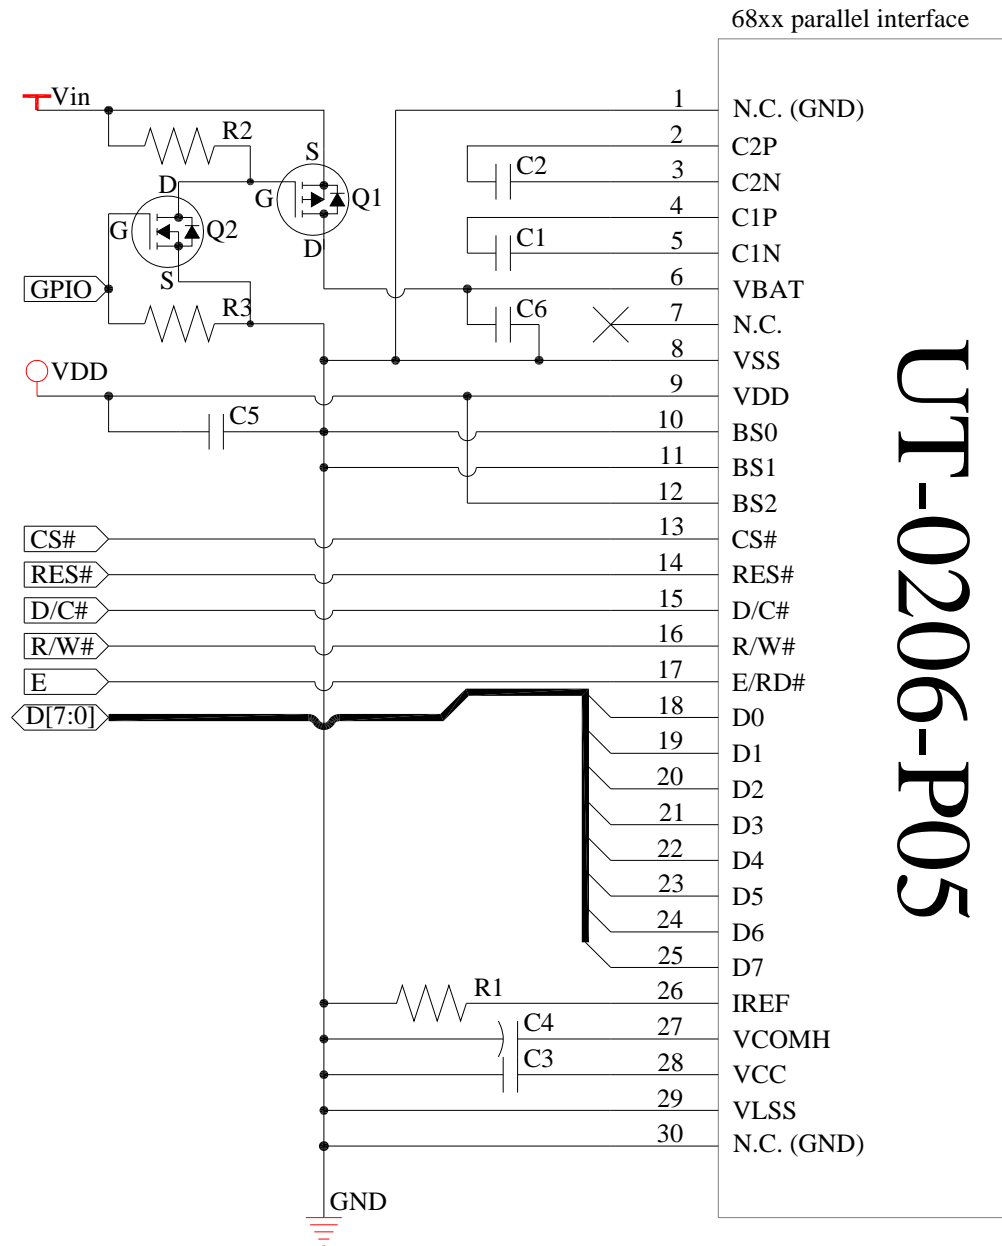 68xx parallel interface
Vin
R2
S
D
G
Q1
G
Q2
D
S
GPIO
R3
VDD
C5
C2
C1
C6
1 N.C. (GND)
2 C2P
3 C2N
4 C1P
5 C1N
6 VBAT
7 N.C.
8 VSS
9 VDD
10 BS0
11 BS1
12 BS2
CS# 13 CS#
RES# 14 RES#
D/C# 15 D/C#
R/W# 16 R/W#
E 17 E/RD#
D[7:0] 18 D0
19 D1
20 D2
21 D3
22 D4
23 D5
24 D6
25 D7
R1 26 IREF
C4 27 VCOMH
C3 28 VCC
29 VLSS
30 N.C. (GND)
GND
UT-0206-P05